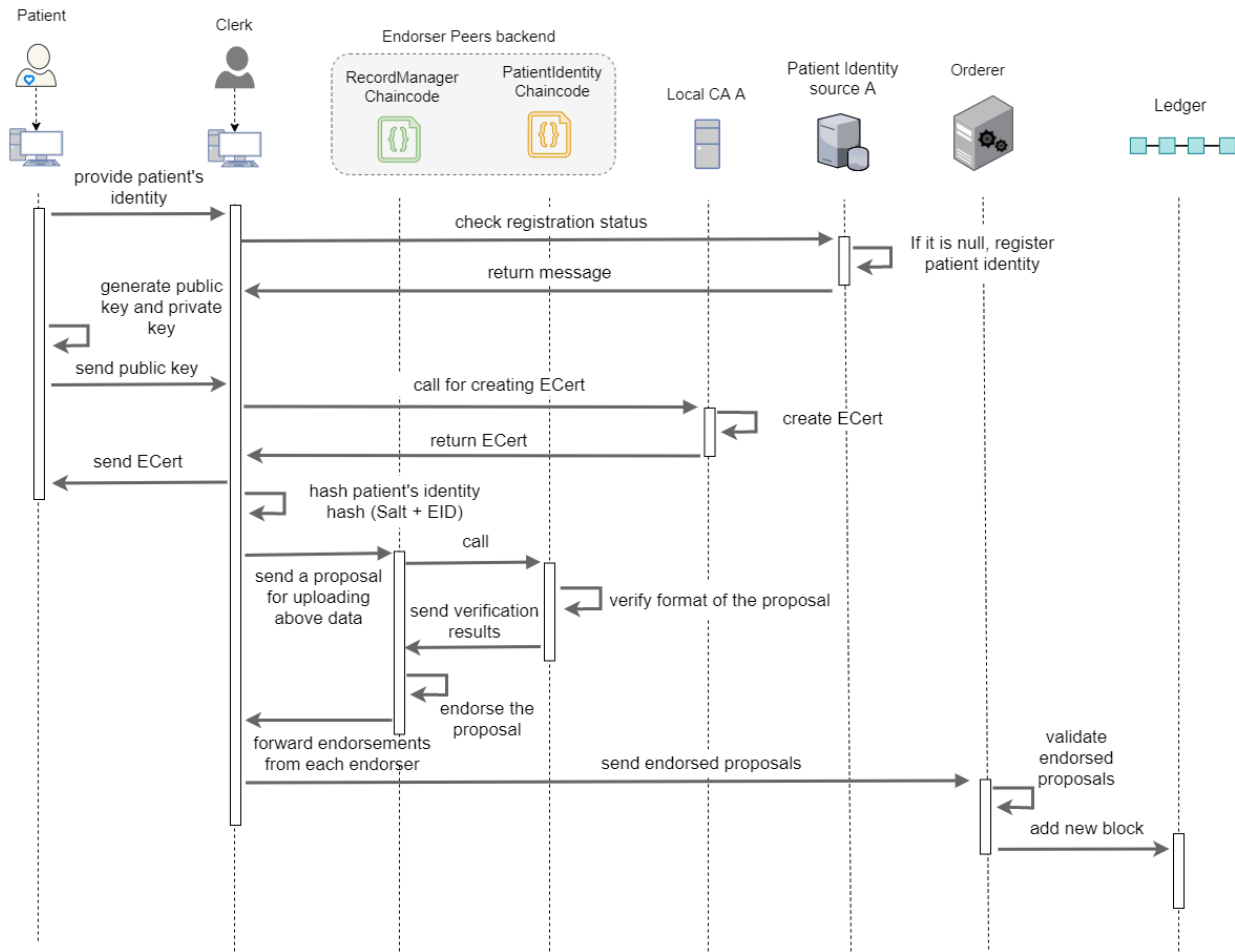 Patient
Clerk
Endorser Peers backend
RecordManager
Chaincode
PatientIdentity
Chaincode
Local CA A
Patient Identity
source A
Orderer
Ledger
provide patient's
identity
check registration status
If it is null, register
patient identity
return message
generate public
key and private
key
send public key
call for creating ECert
create ECert
return ECert
send ECert
hash patient's identity
hash (Salt + EID)
call
send a proposal
for uploading
above data
verify format of the proposal
send verification
results
endorse the
proposal
forward endorsements
from each endorser
send endorsed proposals
validate
endorsed
proposals
add new block